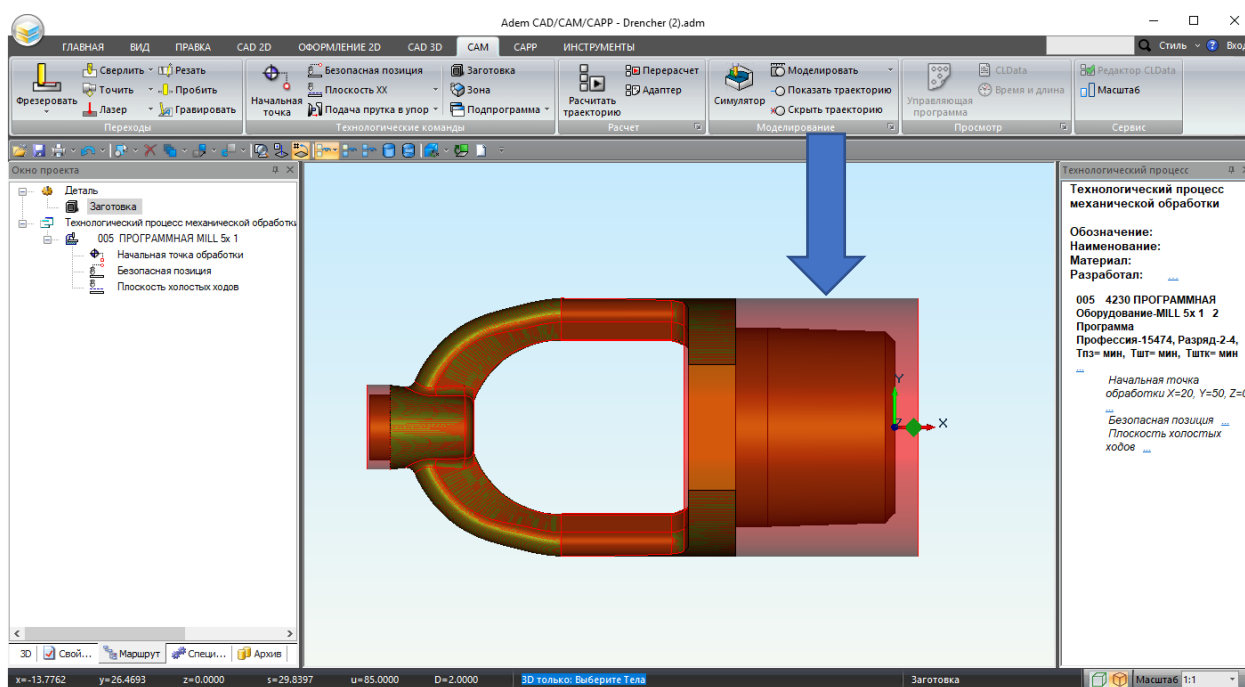 Adem CAD/CAM/CAPP - Drencher (2).adm
ГЛАВНАЯ ВИД ПРАВКА CAD 2D ОФОРМЛЕНИЕ 2D CAD 3D CAM CAPP ИНСТРУМЕНТЫ Стиль ? Вход
Фрезеровать
Сверлить Резать
Точить Пробить
Лазер Гравировать
Переходы
Начальная точка
Безопасная позиция Заготовка
Плоскость XX Зона
Подача прутка в упор Подпрограмма
Технологические команды
Расчитать траекторию
Перерасчет
Адаптер
Расчет
Симулятор
Моделировать
Показать траекторию
Скрыть траекторию
Моделирование
Управляющая программа
CLData
Время и длина
Просмотр
Редактор CLData
Масштаб
Сервис
Окно проекта
Деталь
Заготовка
Технологический процесс механической обработки
005 ПРОГРАММНАЯ MILL 5x 1
Начальная точка обработки
Безопасная позиция
Плоскость холостых ходов
Y
Z
X
Технологический процесс
Технологический процесс
механической обработки
Обозначение:
Наименование:
Материал:
Разработал: ...
005 4230 ПРОГРАММНАЯ
Оборудование-MILL 5x 1 2
Программа
Профессия-15474, Разряд-2-4,
Тпз= мин, Тшт= мин, Тштк= мин
...
Начальная точка
обработки X=20, Y=50, Z=0
...
Безопасная позиция ...
Плоскость холостых
ходов ...
3D Свой... Маршрут Специ... Архив
x=-13.7762 y=26.4693 z=0.0000 s=29.8397 u=85.0000 D=2.0000 3D только: Выберите Тела Заготовка Масштаб 1:1